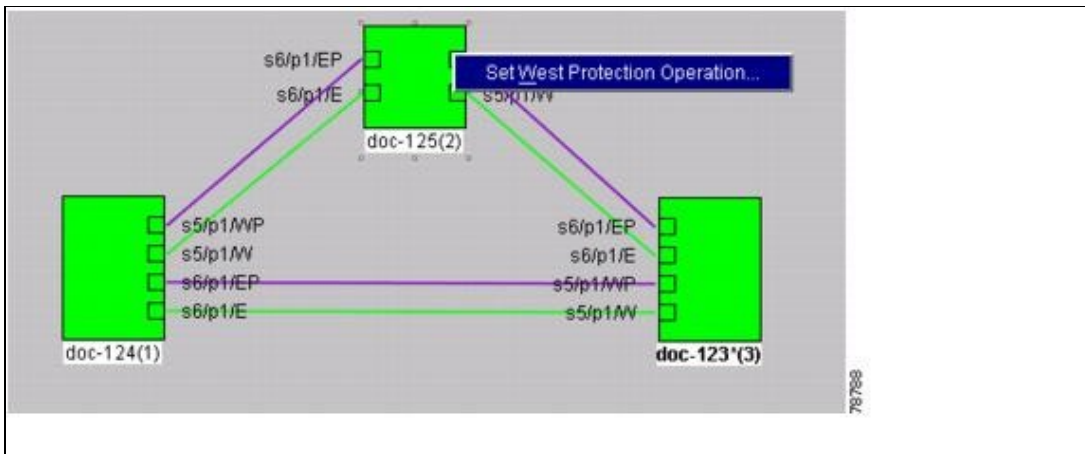 s6/p1/EP
Set West Protection Operation...
s6/p1/E
s5/p1/W
doc-125(2)
s5/p1/WP
s6/p1/EP
s5/p1/W
s6/p1/E
s6/p1/EP
s5/p1/WP
s6/p1/E
s5/p1/W
doc-124(1)
doc-123*(3)
78788